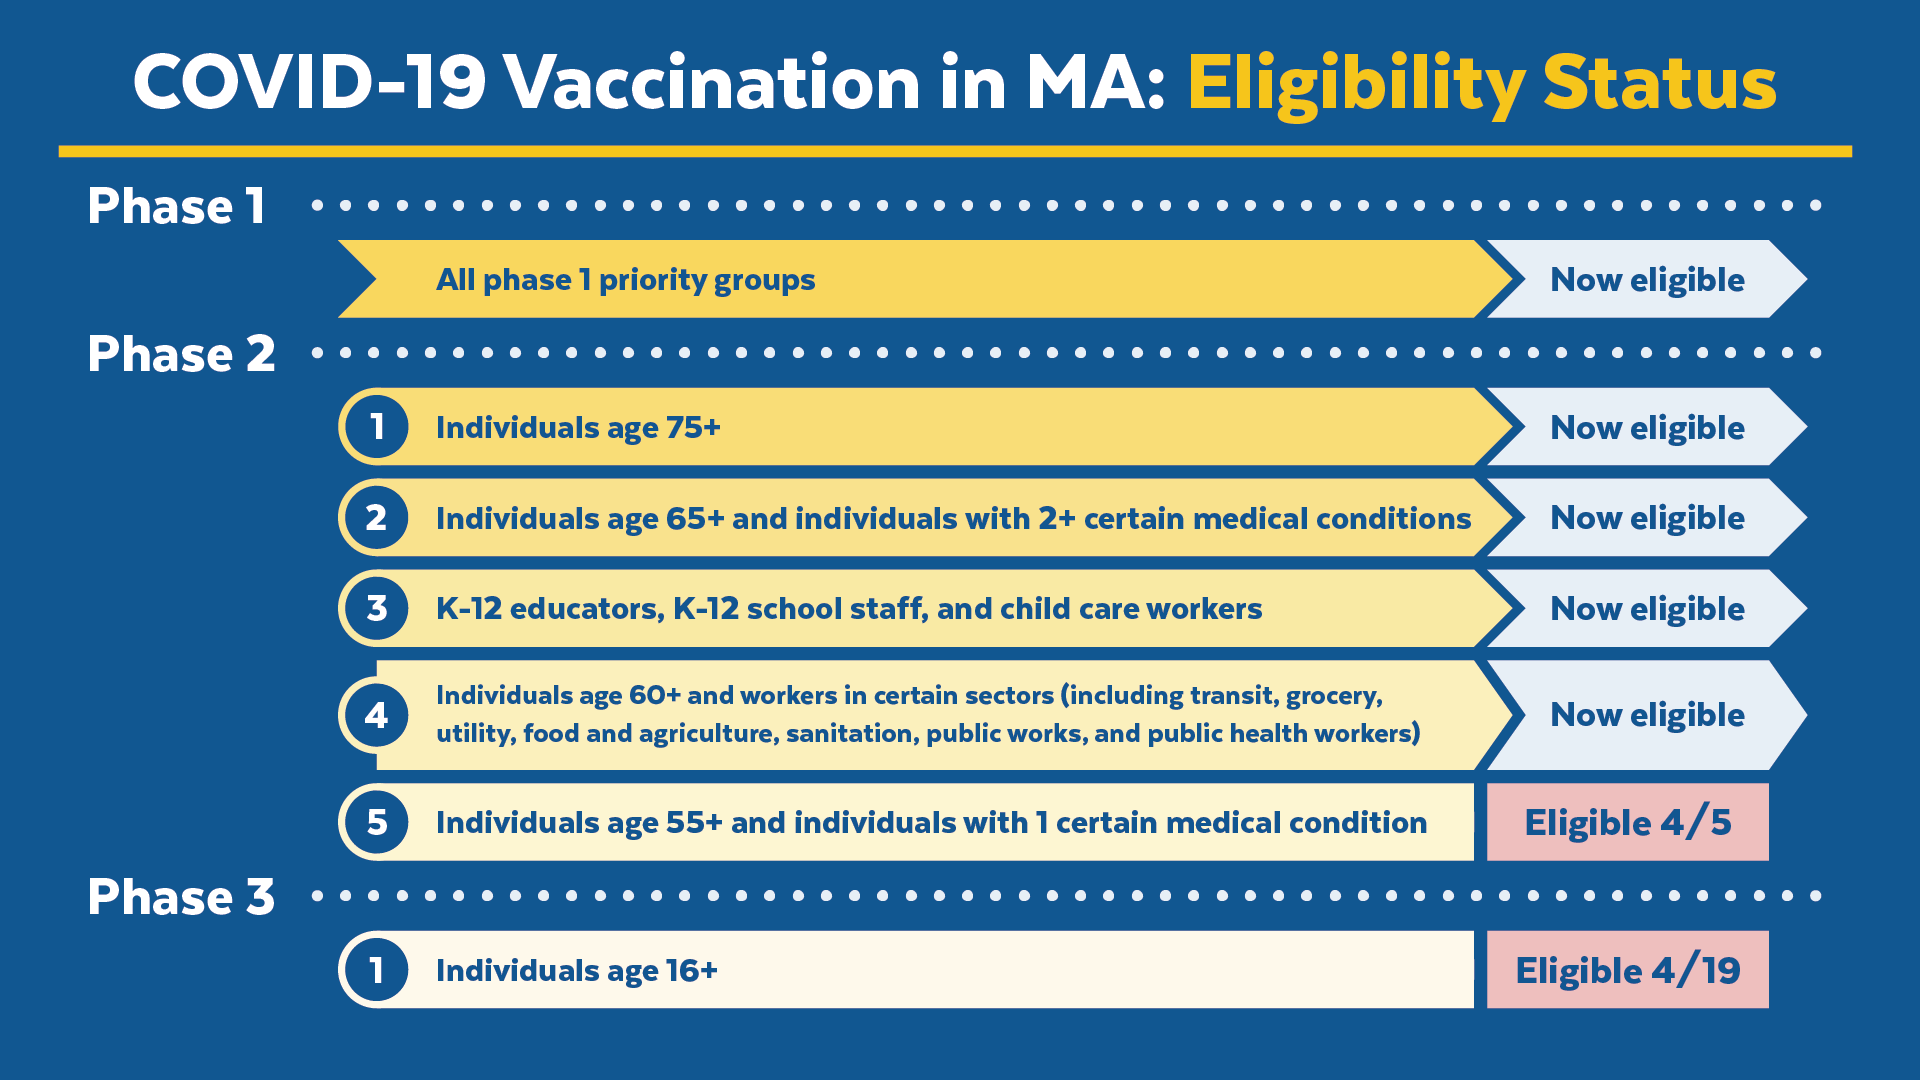 COVID-19 Vaccination in MA: Eligibility Status
Phase 1
All phase 1 priority groups
Now eligible
Phase 2
1
Individuals age 75+
Now eligible
2
Individuals age 65+ and individuals with 2+ certain medical conditions
Now eligible
3
K-12 educators, K-12 school staff, and child care workers
Now eligible
4
Individuals age 60+ and workers in certain sectors (including transit, grocery,
utility, food and agriculture, sanitation, public works, and public health workers)
Now eligible
5
Individuals age 55+ and individuals with 1 certain medical condition
Eligible 4/5
Phase 3
1
Individuals age 16+
Eligible 4/19